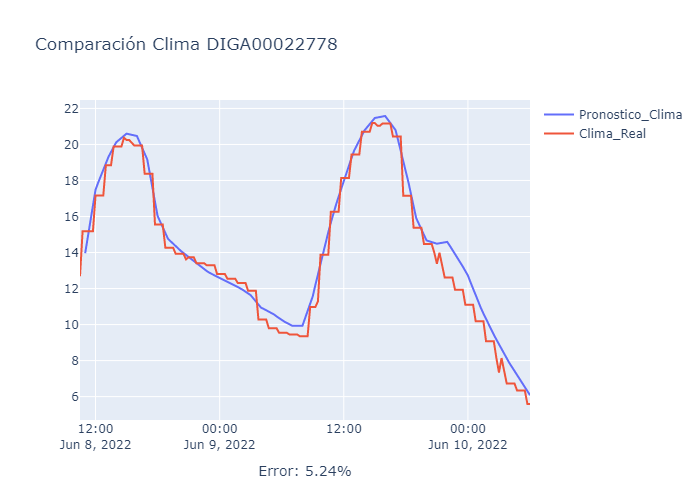 Comparación Clima DIGA00022778
22
20
18
16
14
12
10
8
6
12:00
Jun 8, 2022
00:00
Jun 9, 2022
12:00
00:00
Jun 10, 2022
Error: 5.24%
Pronostico_Clima
Clima_Real